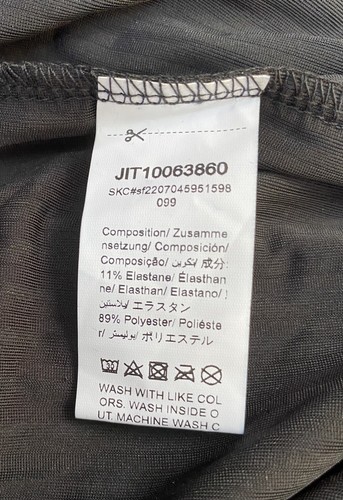 JIT10063860
SKC#sf2207045951598
099
Composition/ Zusamme
nsetzung/ Composición/
Composição/ تكوين/ 成分:
11% Elastane/ Élasthan
ne/ Elasthan/ Elastano/ إ
يلاستين/ エラスタン
89% Polyester/ Poliéste
r/ بوليستر/ ポリエステル
WASH WITH LIKE COL
ORS. WASH INSIDE O
UT. MACHINE WASH C